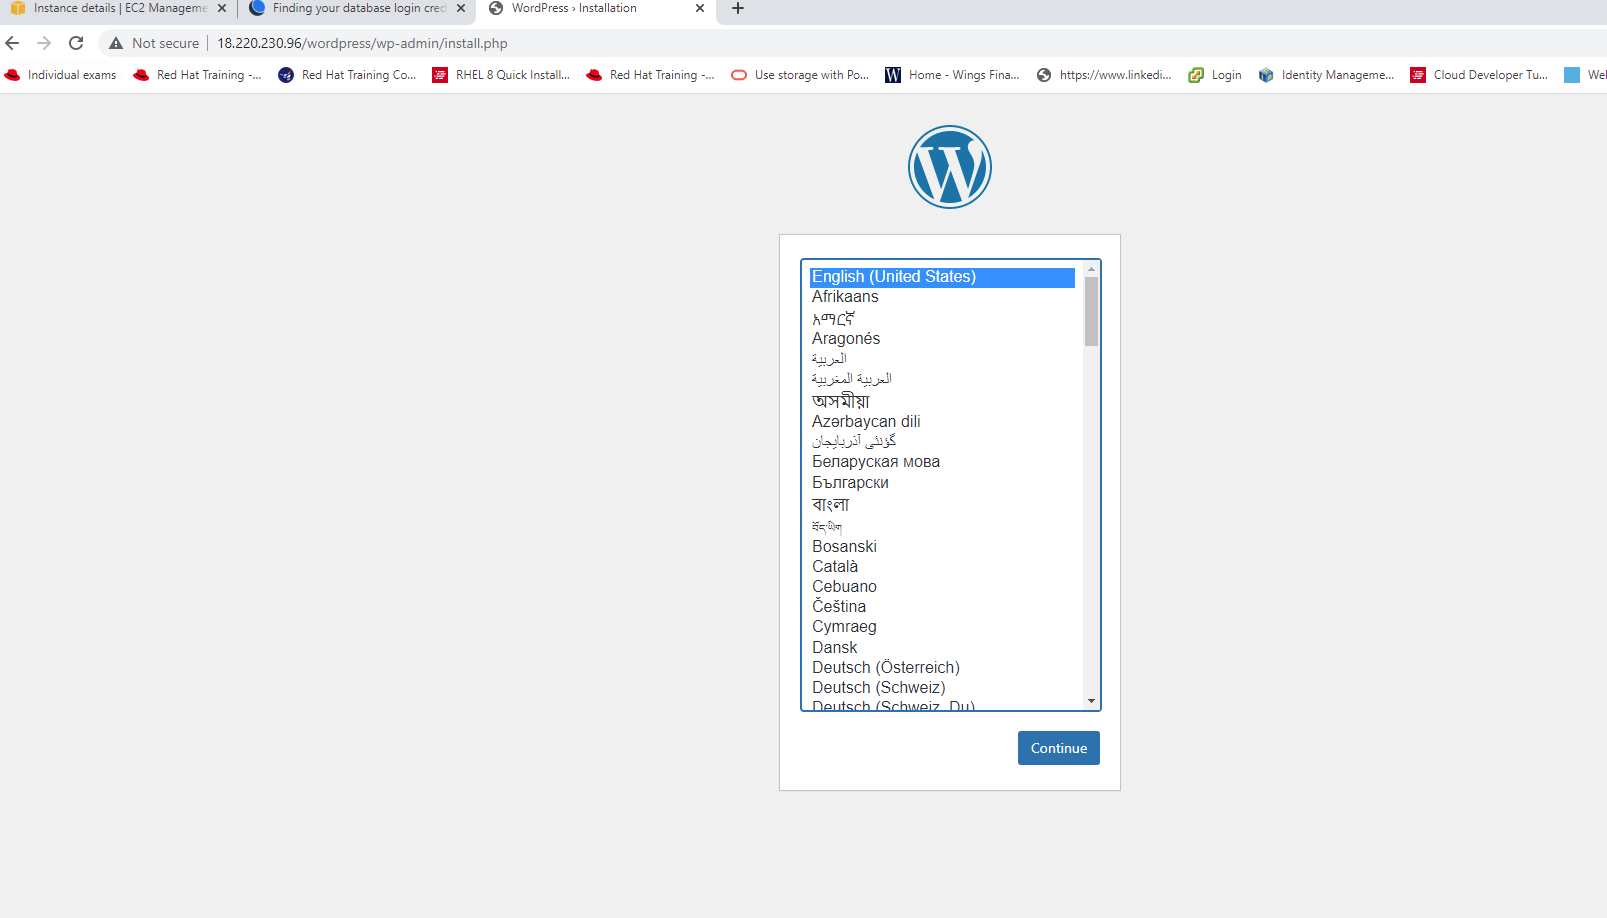 Instance details | EC2 Manageme
Finding your database login cred
WordPress › Installation
Not secure
18.220.230.96/wordpress/wp-admin/install.php
Individual exams
Red Hat Training -...
Red Hat Training Co...
RHEL 8 Quick Install...
Red Hat Training -...
Use storage with Po...
Home - Wings Fina...
https://www.linkedi...
Login
Identity Manageme...
Cloud Developer Tu...
Wel
English (United States)
Afrikaans
አማርኛ
Aragonés
العربية
العربية المغربية
অসমীয়া
Azərbaycan dili
گؤنئی آذربایجان
Беларуская мова
Български
বাংলা
བོད་ཡིག
Bosanski
Català
Cebuano
Čeština
Cymraeg
Dansk
Deutsch (Österreich)
Deutsch (Schweiz)
Deutsch (Schweiz, Du)
Continue